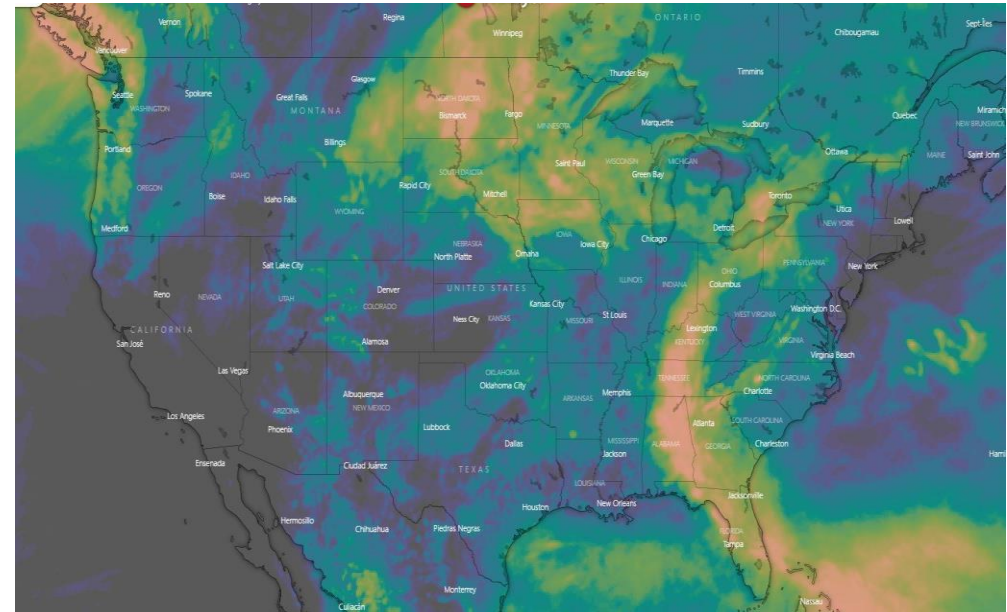 Regina
Vernon
Winnipeg
ONTARIO
Sept-Îles
Chibougamau
Vancouver
Thunder Bay
Timmins
Glasgow
Seattle
Spokane
Great Falls
MONTANA
NORTH DAKOTA
WASHINGTON
Bismarck
Fargo
MINNESOTA
Marquette
Sudbury
Quebec
Miramich
NEW BRUNSWICK
Portland
Billings
Saint Paul
WISCONSIN
MICHIGAN
Ottawa
MAINE
Saint John
Green Bay
SOUTH DAKOTA
IDAHO
OREGON
Rapid City
Mitchell
Boise
Idaho Falls
Toronto
WYOMING
Utica
NEW YORK
Lowell
Medford
Detroit
IOWA
Chicago
NEBRASKA
Iowa City
North Platte
Omaha
Salt Lake City
PENNSYLVANIA
New York
OHIO
ILLINOIS
INDIANA
Columbus
Denver
UNITED STATES
Reno
NEVADA
UTAH
COLORADO
Kansas City
Washington D.C.
Ness City
KANSAS
MISSOURI
St Louis
WEST VIRGINIA
CALIFORNIA
Lexington
San José
Alamosa
KENTUCKY
VIRGINIA
Virginia Beach
Las Vegas
OKLAHOMA
TENNESSEE
NORTH CAROLINA
Oklahoma City
Albuquerque
Memphis
Charlotte
ARKANSAS
ARIZONA
NEW MEXICO
Los Angeles
SOUTH CAROLINA
Atlanta
Phoenix
Lubbock
Dallas
MISSISSIPPI
ALABAMA
GEORGIA
Charleston
Jackson
Hami
Ensenada
Ciudad Juárez
TEXAS
LOUISIANA
Jacksonville
Houston
New Orleans
Hermosillo
Chihuahua
Piedras Negras
FLORIDA
Tampa
Monterrey
Culiacán
Nassau